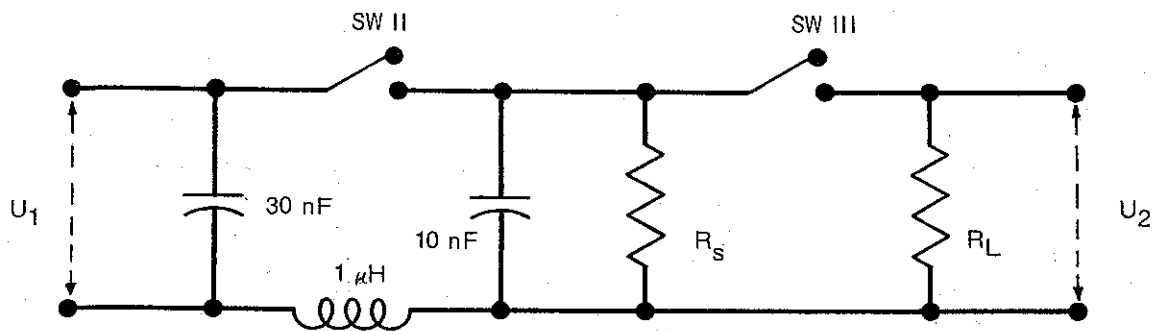 SW II
SW III
U1
30 nF
10 nF
Rs
RL
U2
1 μH